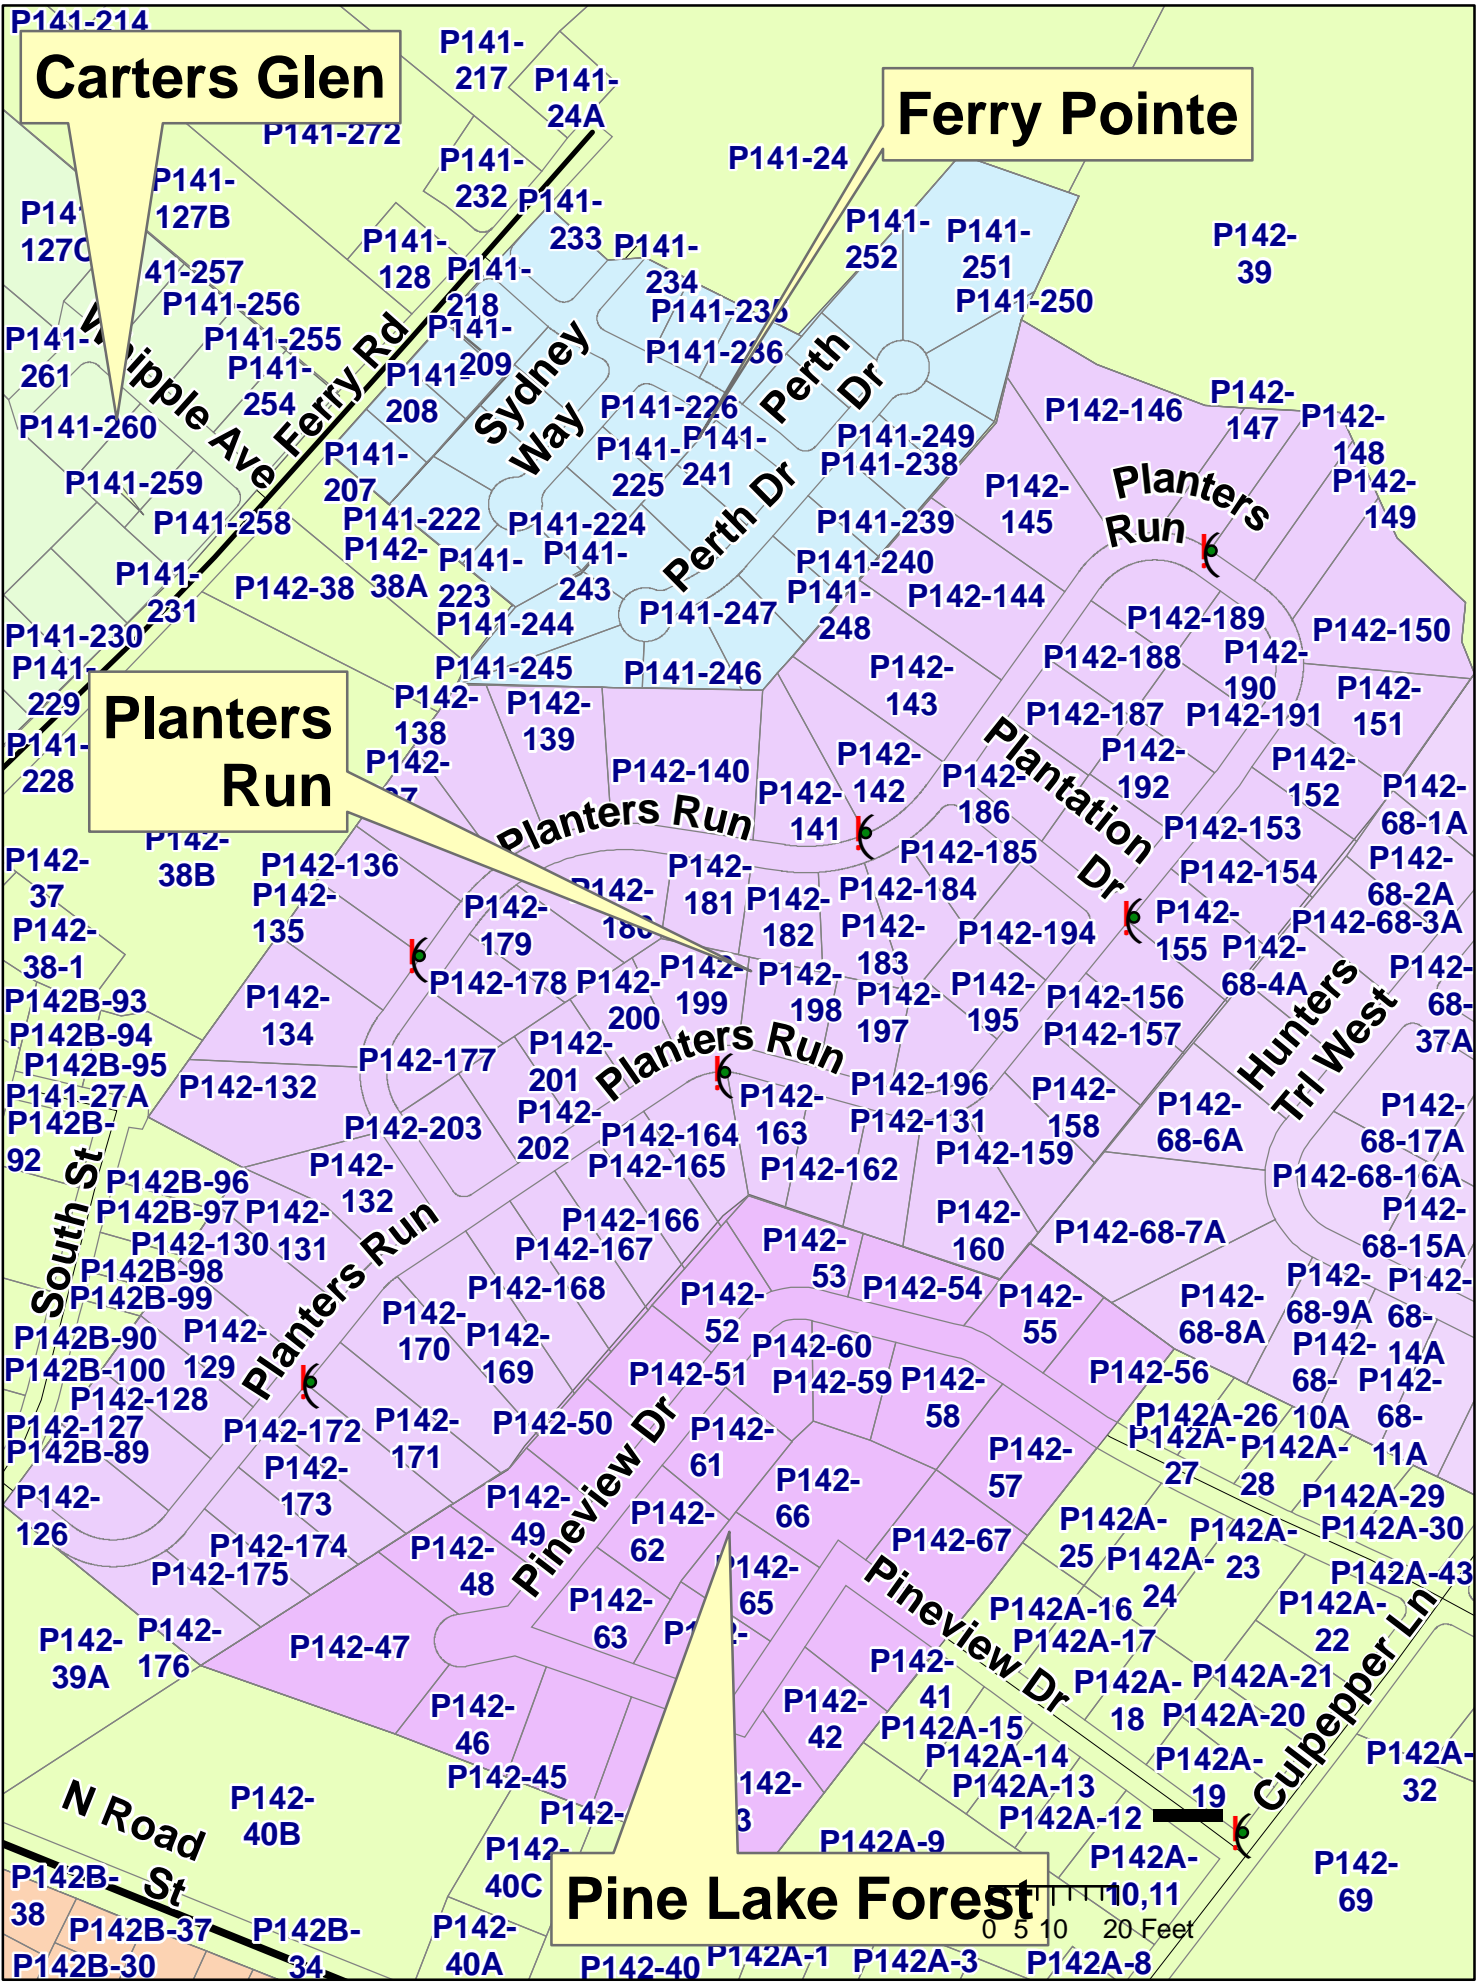 P141-214
Carters Glen
P141-
217
P141-
24A
Ferry Pointe
P141-272
P141-24
P141-
232
P141-
127B
127C
P141-
233
P141-
252
P141-
251
P142-
39
P141-
128
P141-
234
41-257
P141-
218
P141-256
P141-250
P141-235
P141-255
P141-
209
P141-236
P141-
261
P141-
254
Ferry Rd
P141-
208
Sydney
Way
Perth
Dr
Whipple Ave
P141-226
P142-146
P142-
147
P142-
148
P141-260
P141-249
P141-
225
P141-
241
P141-238
P141-
207
P141-259
Perth Dr
P142-
145
Planters
Run
P142-
149
P141-258
P141-222
P141-224
P141-239
P142-
38A
P141-
223
P141-
243
P141-240
P141-
231
P142-38
P142-144
P141-
248
P141-247
P142-189
P141-244
P142-150
P141-230
P142-188
P142-
190
P141-
229
P141-245
P141-246
P142-
143
P142-
151
Planters
Run
P142-
138
P142-
139
P142-187
P142-191
P141-
228
P142-
P142-140
P142-
142
P142-
141
P142-
186
Plantation
Dr
P142-
192
P142-
152
P142-
68-1A
Planters Run
P142-153
P142-
38B
P142-
37
P142-136
P142-185
P142-154
P142-
68-2A
P142-
135
P142-
179
P142-
P142-
181
P142-
182
P142-184
P142-
183
P142-194
P142-
155
P142-68-3A
P142-
38-1
P142-
68-4A
P142-178
P142-
200
P142-
199
P142-
198
P142-
197
P142-
195
P142-156
Hunters
Trl West
P142-
68-
37A
P142B-93
P142-
134
P142B-94
P142-157
P142B-95
P142-177
P142-
201
Planters Run
P141-27A
P142-132
P142-196
P142-
158
P142-
68-6A
P142-
68-17A
P142B-
92
P142-203
P142-
202
P142-164
P142-
163
P142-131
P142-159
P142-165
P142-162
P142-68-16A
South St
P142B-96
P142-
132
P142B-97
P142-
131
P142-166
P142-
160
P142-68-7A
P142-
68-15A
P142-130
Planters Run
P142-167
P142-
53
P142B-98
P142-168
P142-54
P142-
55
P142-
68-8A
P142-
68-9A
P142-
68-
14A
P142B-99
P142-
52
P142B-90
P142-
129
P142-
170
P142-
169
P142-60
P142-
68-
10A
P142B-100
P142-51
P142-59
P142-
58
P142-56
P142-
68-
11A
P142-128
P142-127
P142-172
P142-
171
P142-50
Pineview Dr
P142-
61
P142A-26
P142B-89
P142A-
27
P142A-
28
P142-
173
P142-
57
P142-
66
P142-
126
P142-
49
P142-
62
P142A-29
P142-174
P142-
48
P142-67
P142A-
25
P142A-
23
P142A-30
P142-175
P142-
65
P142A-
24
P142A-43
P142-
63
Pineview Dr
P142A-16
P142A-
22
P142-
39A
P142-
176
P142-47
P142A-17
P142-
41
P142A-
18
P142A-21
P142-
46
P142-
42
P142A-15
P142A-20
Culpepper Ln
P142A-14
P142A-
19
P142A-
32
P142-45
P142A-13
N Road
St
P142-
40B
P142-
P142A-12
P142-
40C
P142A-9
P142A-
10,11
P142-
69
P142B-
38
Pine Lake Forest
0 5 10 20 Feet
P142B-37
P142B-
34
P142-
40A
P142B-30
P142-40
P142A-1
P142A-3
P142A-8